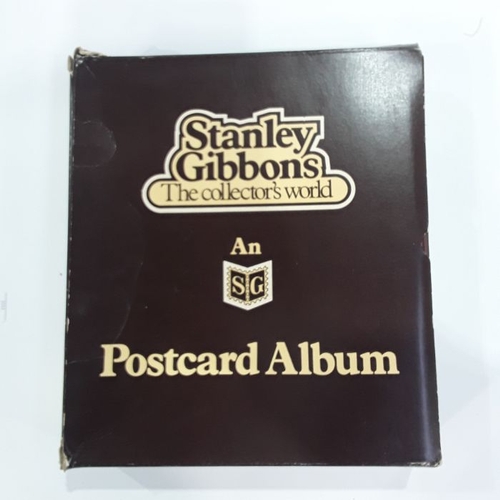 Stanley
Gibbons
The collector's world
An
SG
Postcard Album